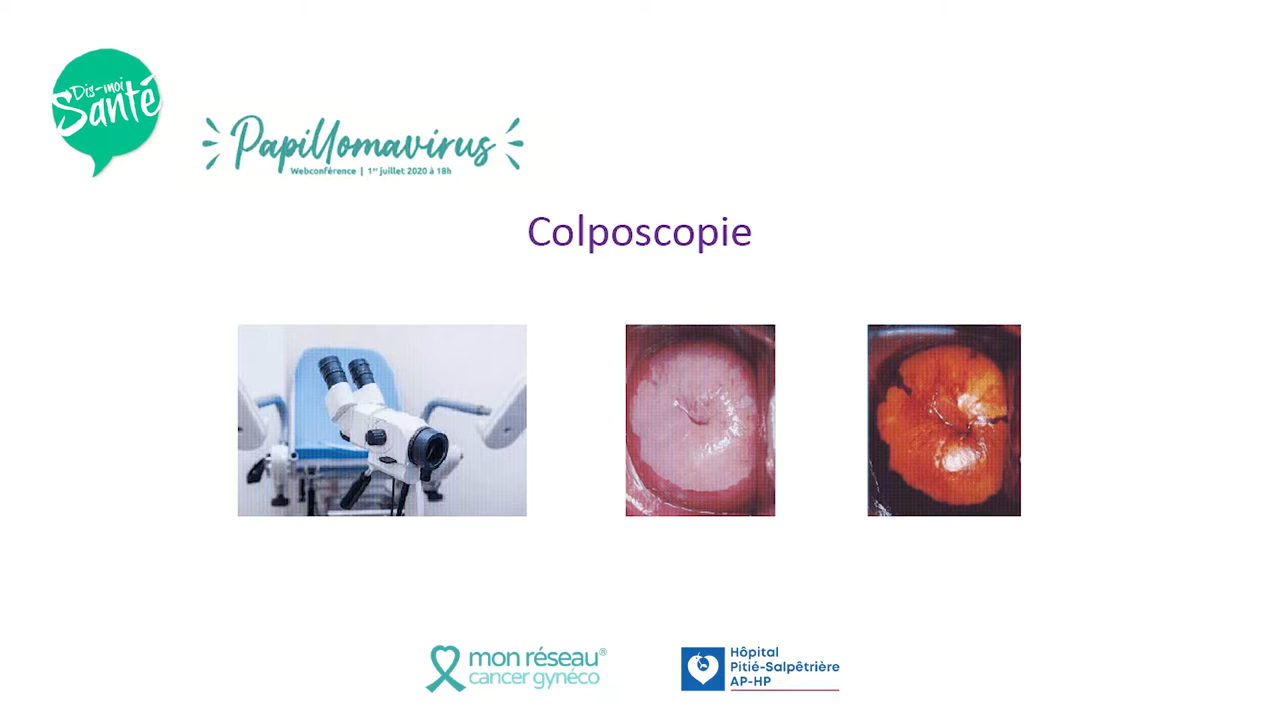 Dis-moi
Santé
Papillomavirus
Webconférence | 1er juillet 2020 à 18h
Colposcopie
mon réseau®
cancer gynéco
Hôpital
Pitié-Salpêtrière
AP-HP